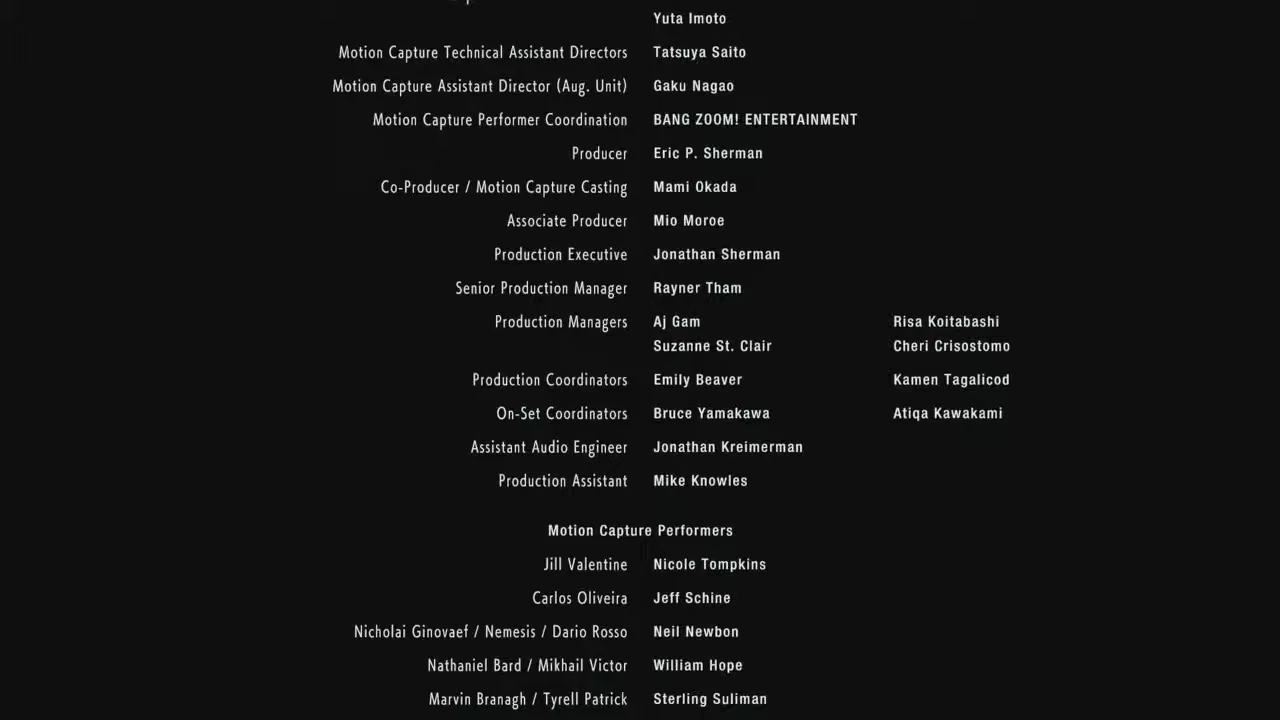 Yuta Imoto
Motion Capture Technical Assistant Directors Tatsuya Saito
Motion Capture Assistant Director (Aug. Unit) Gaku Nagao
Motion Capture Performer Coordination BANG ZOOM! ENTERTAINMENT
Producer Eric P. Sherman
Co-Producer / Motion Capture Casting Mami Okada
Associate Producer Mio Moroe
Production Executive Jonathan Sherman
Senior Production Manager Rayner Tham
Production Managers Aj Gam Risa Koitabashi
Suzanne St. Clair Cheri Crisostomo
Production Coordinators Emily Beaver Kamen Tagalicod
On-Set Coordinators Bruce Yamakawa Atiqa Kawakami
Assistant Audio Engineer Jonathan Kreimerman
Production Assistant Mike Knowles
Motion Capture Performers
Jill Valentine Nicole Tompkins
Carlos Oliveira Jeff Schine
Nicholai Ginovaef / Nemesis / Dario Rosso Neil Newbon
Nathaniel Bard / Mikhail Victor William Hope
Marvin Branagh / Tyrell Patrick Sterling Suliman